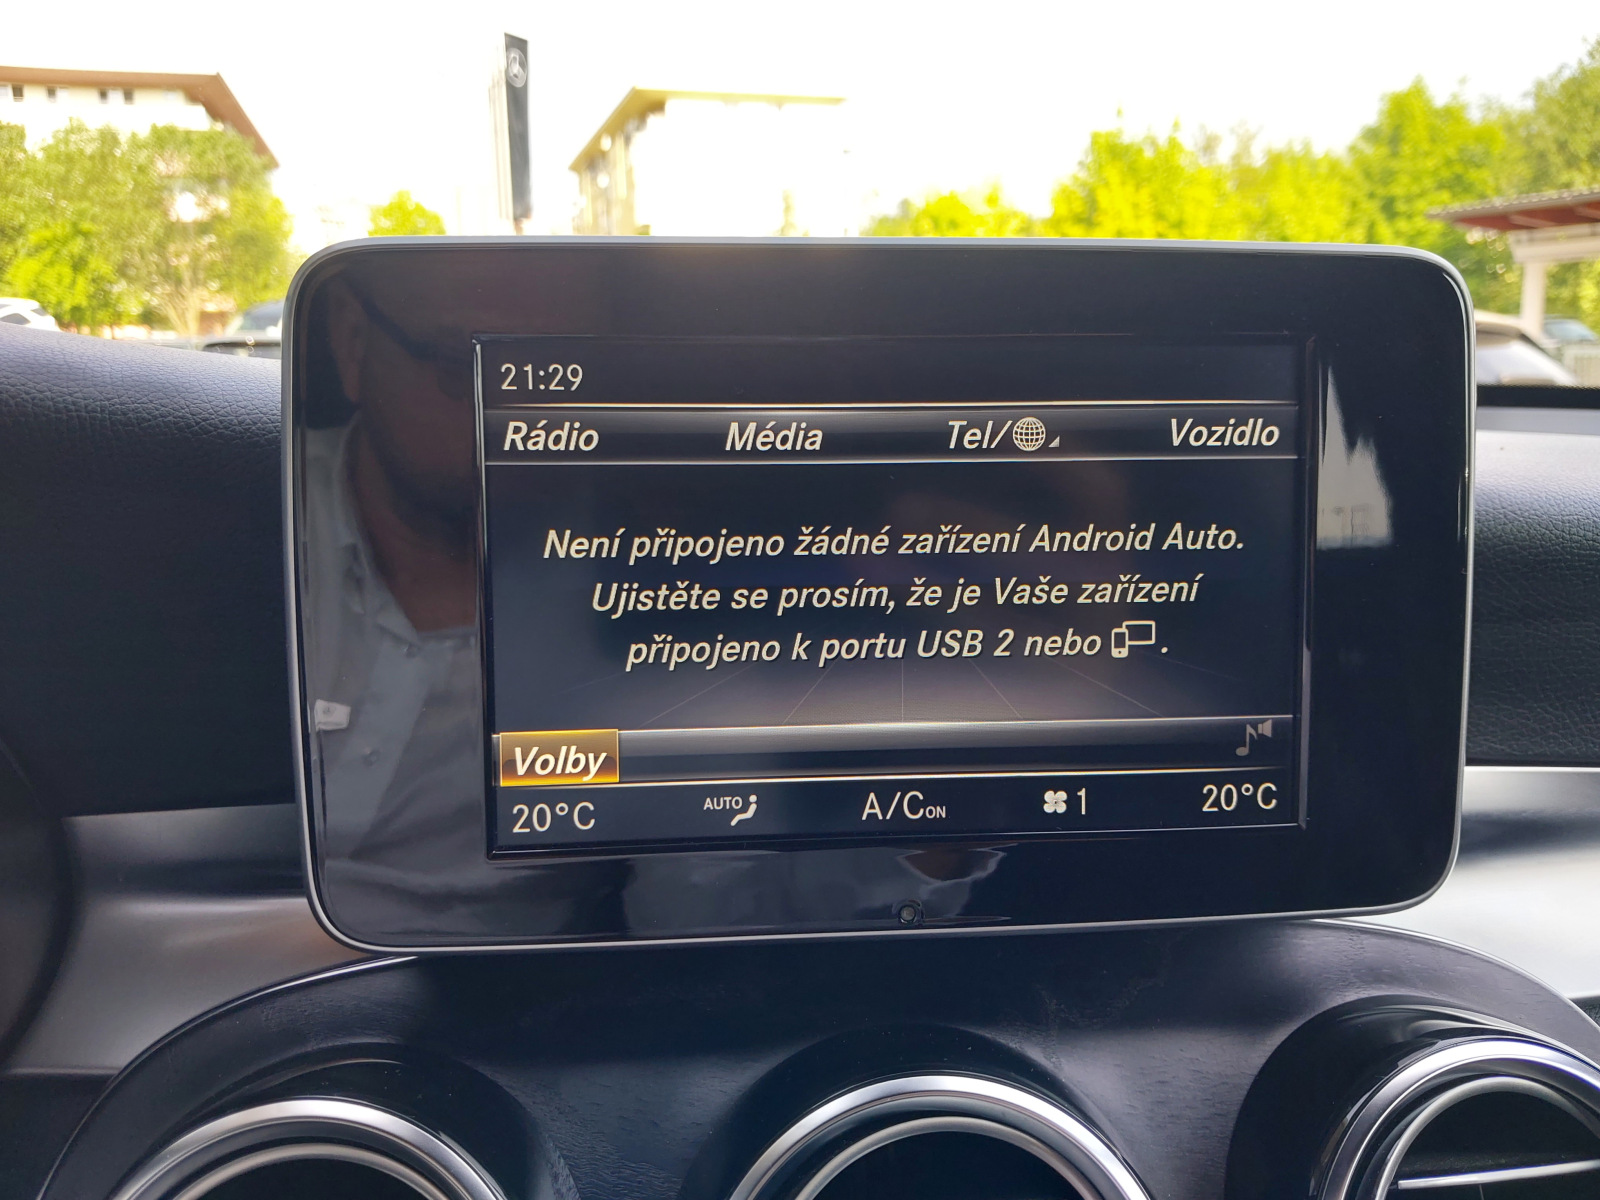 21:29
Rádio Média Tel/ Vozidlo
Není připojeno žádné zařízení Android Auto.
Ujistěte se prosím, že je Vaše zařízení
připojeno k portu USB 2 nebo .
Volby
20°C AUTO A/C ON 1 20°C